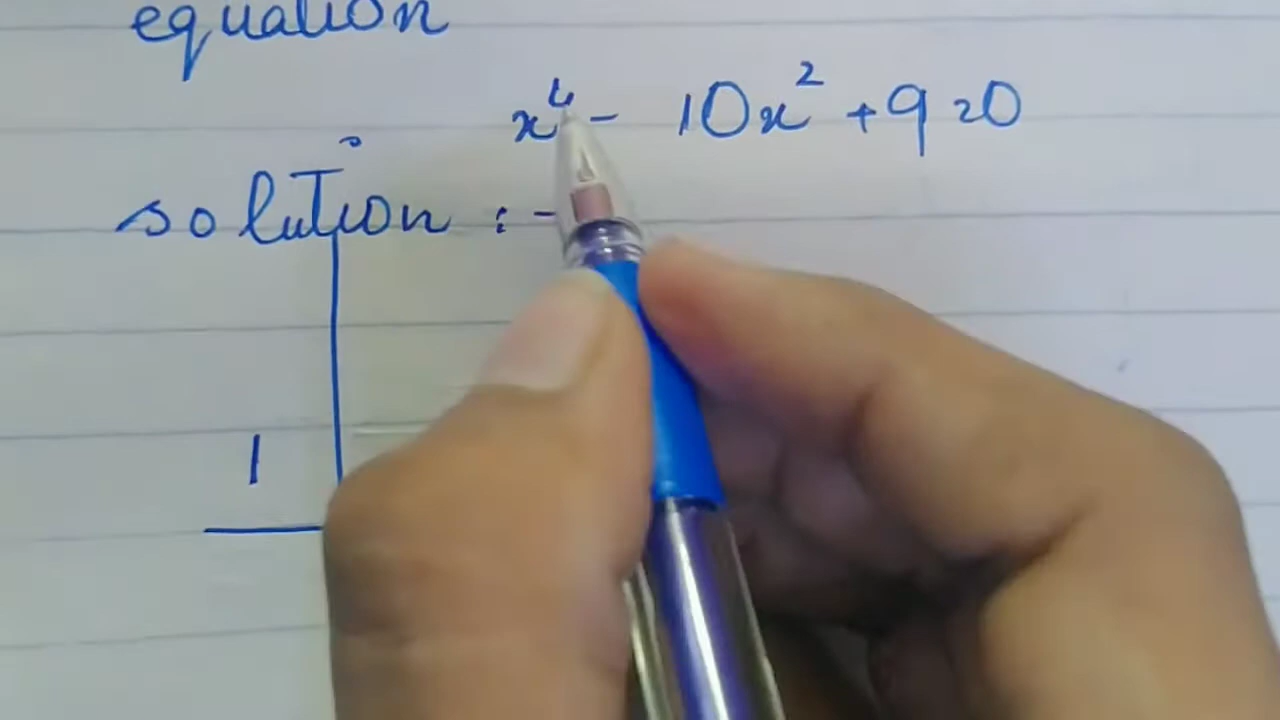 equation
x⁴ - 10x² + 9 = 0
solution :-
1